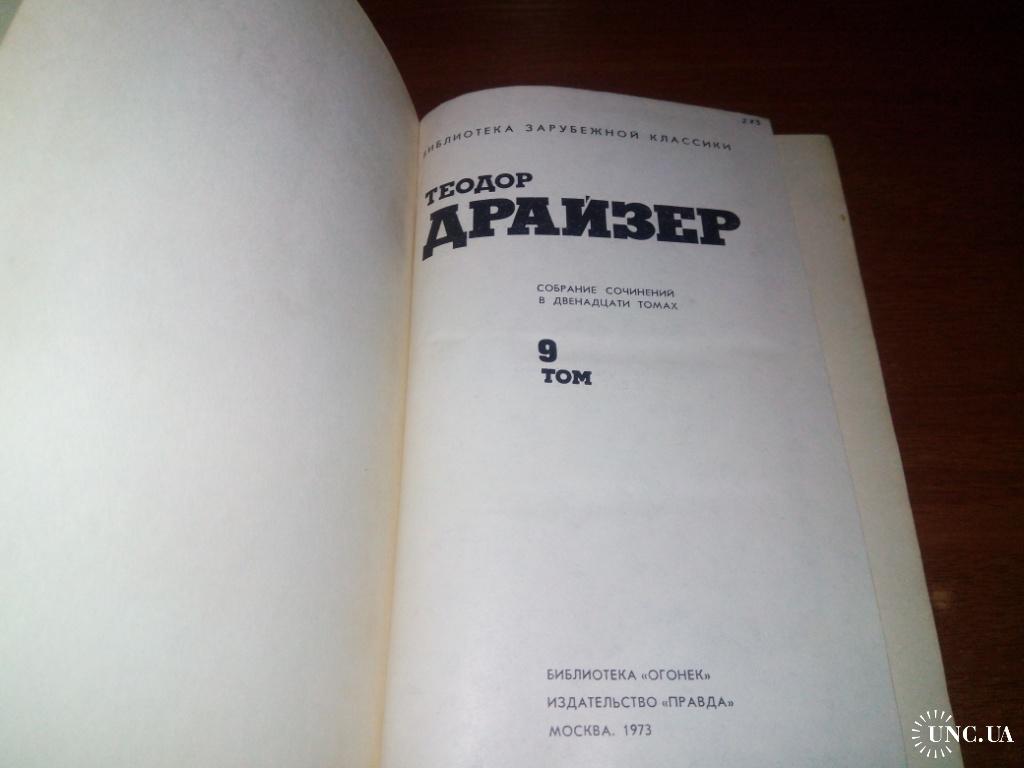 БИБЛИОТЕКА ЗАРУБЕЖНОЙ КЛАССИКИ
ТЕОДОР
ДРАЙЗЕР
СОБРАНИЕ СОЧИНЕНИЙ
В ДВЕНАДЦАТИ ТОМАХ
9
ТОМ
БИБЛИОТЕКА «ОГОНЕК»
ИЗДАТЕЛЬСТВО «ПРАВДА»
МОСКВА. 1973
UNC.UA